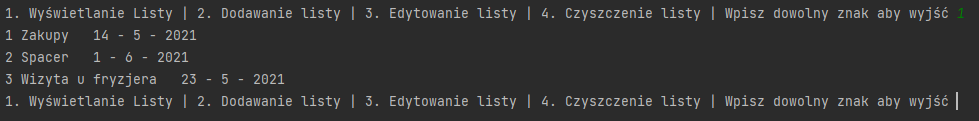 1. Wyświetlanie Listy | 2. Dodawanie listy | 3. Edytowanie listy | 4. Czyszczenie listy | Wpisz dowolny znak aby wyjść 1
1 Zakupy   14 - 5 - 2021
2 Spacer   1 - 6 - 2021
3 Wizyta u fryzjera   23 - 5 - 2021
1. Wyświetlanie Listy | 2. Dodawanie listy | 3. Edytowanie listy | 4. Czyszczenie listy | Wpisz dowolny znak aby wyjść